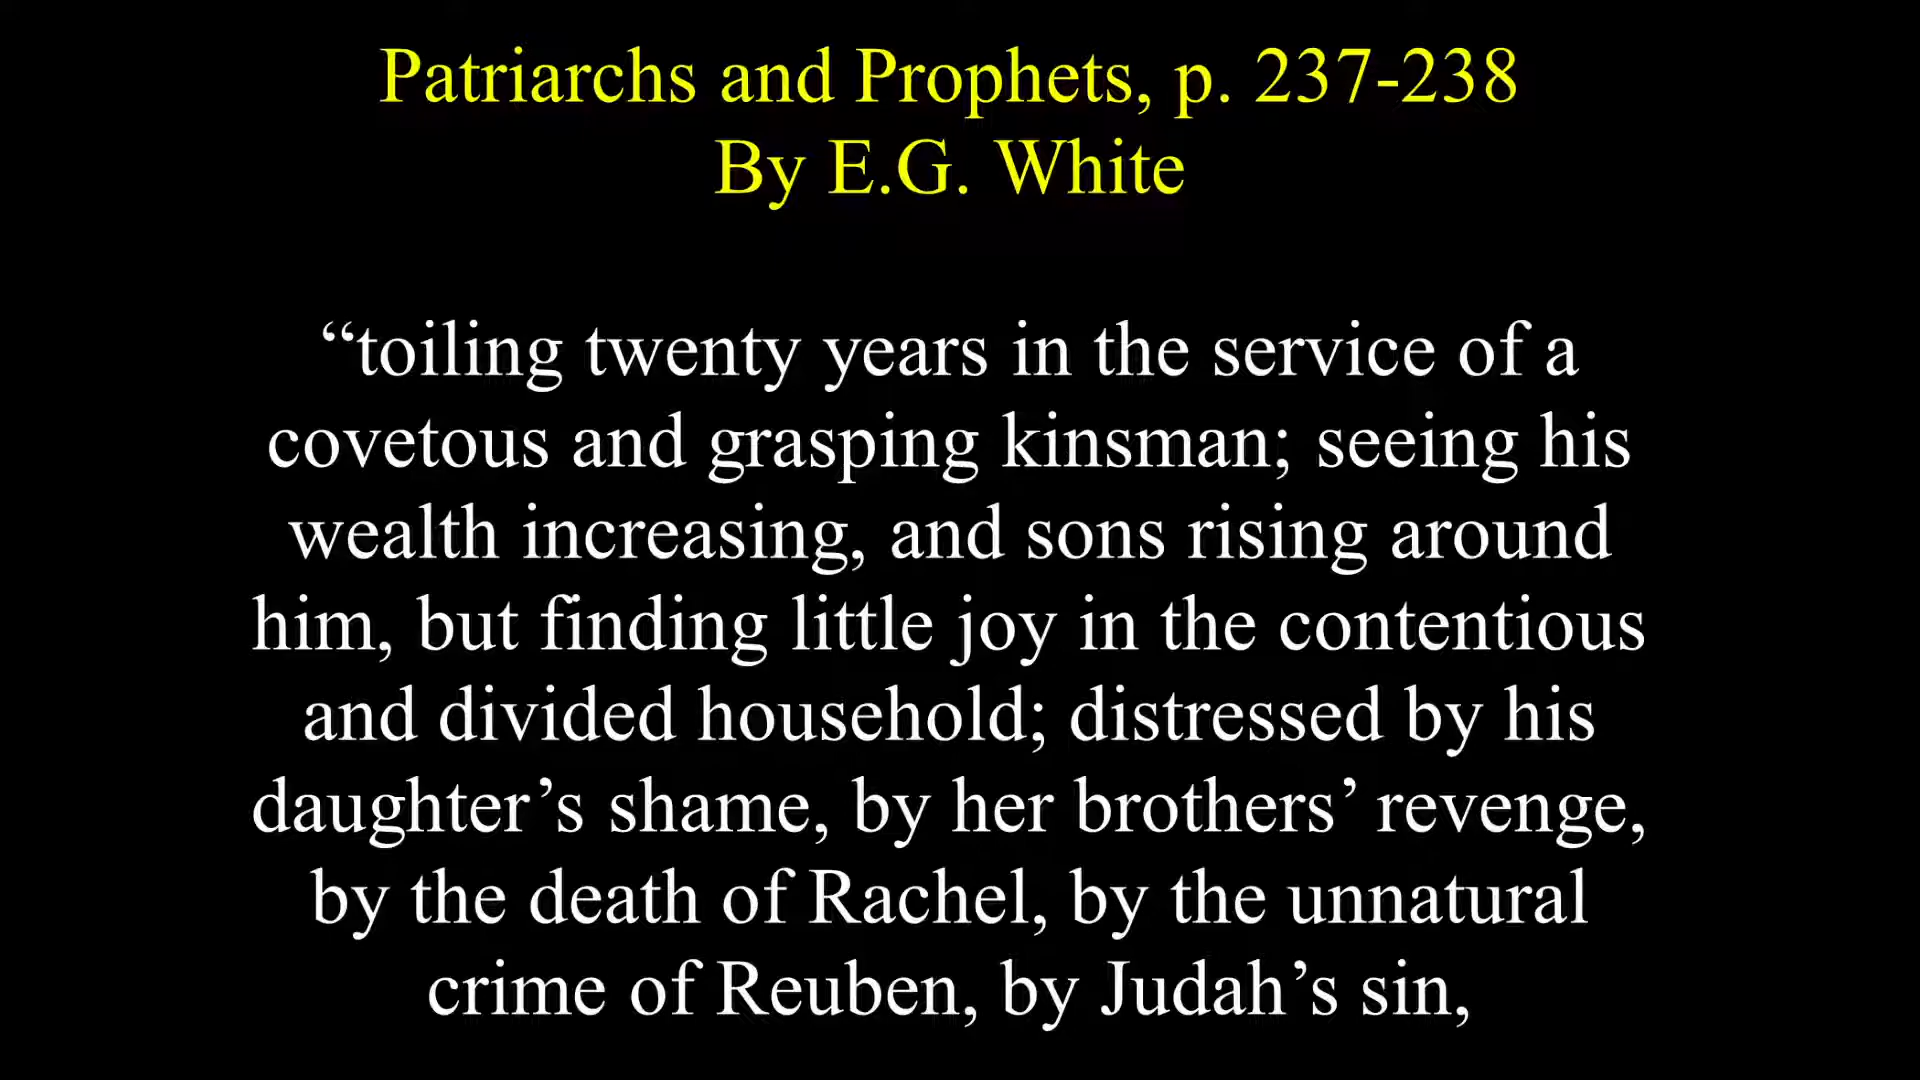 Patriarchs and Prophets, p. 237-238
By E.G. White
“toiling twenty years in the service of a
covetous and grasping kinsman; seeing his
wealth increasing, and sons rising around
him, but finding little joy in the contentious
and divided household; distressed by his
daughter’s shame, by her brothers’ revenge,
by the death of Rachel, by the unnatural
crime of Reuben, by Judah’s sin,